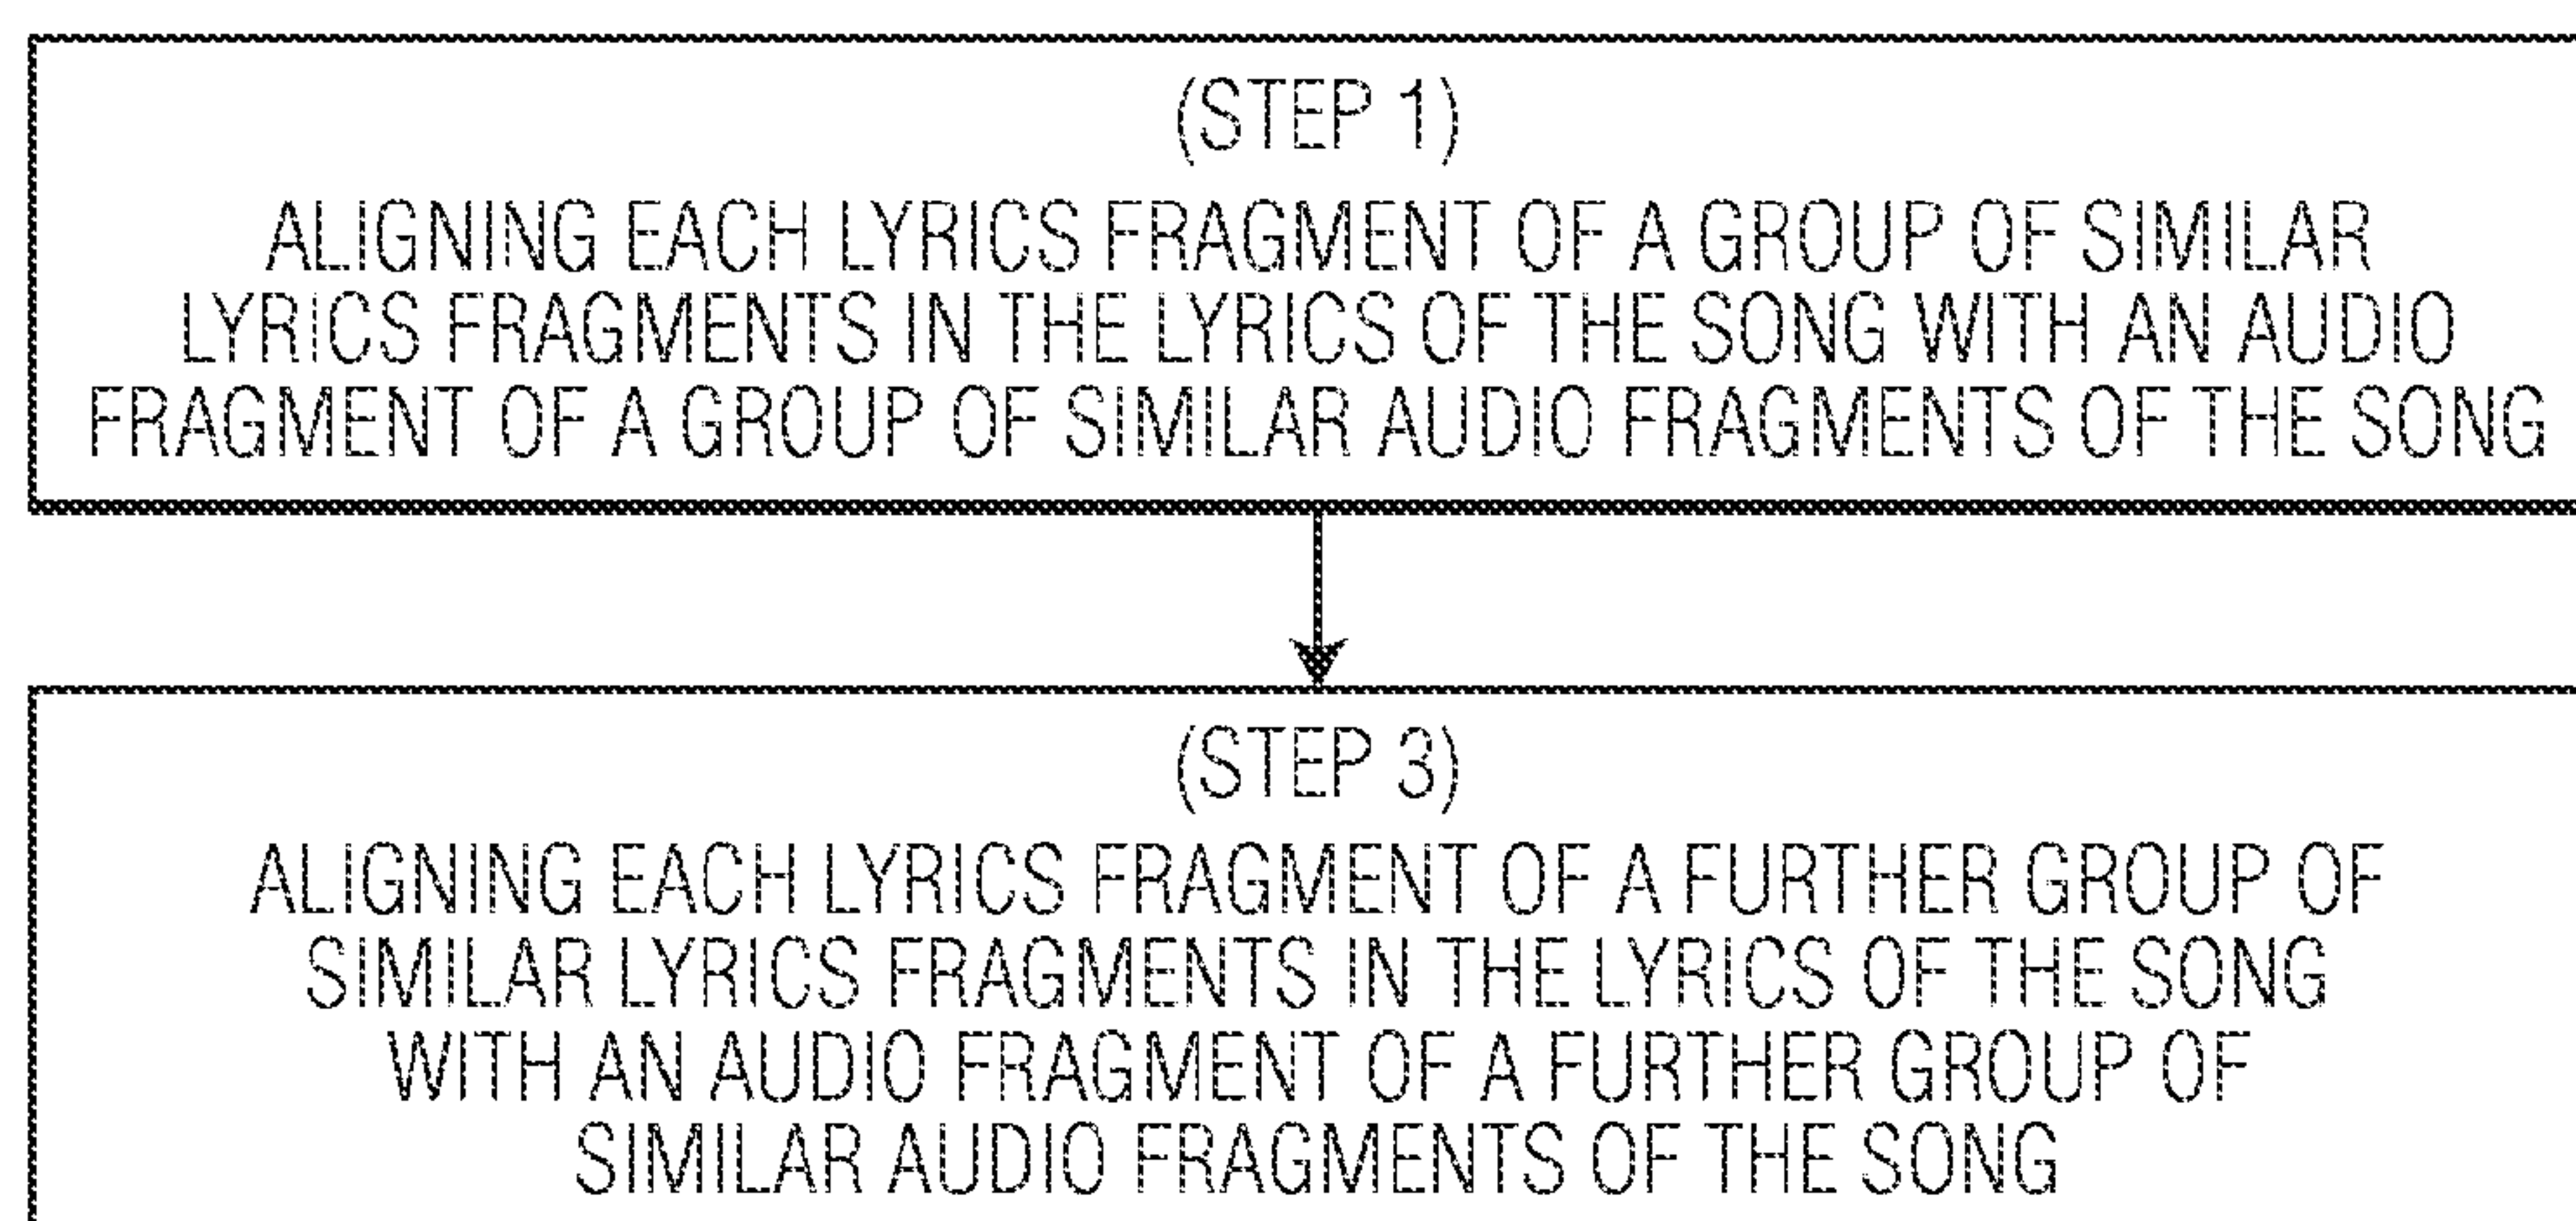 (STEP 1)
ALIGNING EACH LYRICS FRAGMENT OF A GROUP OF SIMILAR
LYRICS FRAGMENTS IN THE LYRICS OF THE SONG WITH AN AUDIO
FRAGMENT OF A GROUP OF SIMILAR AUDIO FRAGMENTS OF THE SONG
(STEP 3)
ALIGNING EACH LYRICS FRAGMENT OF A FURTHER GROUP OF
SIMILAR LYRICS FRAGMENTS IN THE LYRICS OF THE SONG
WITH AN AUDIO FRAGMENT OF A FURTHER GROUP OF
SIMILAR AUDIO FRAGMENTS OF THE SONG